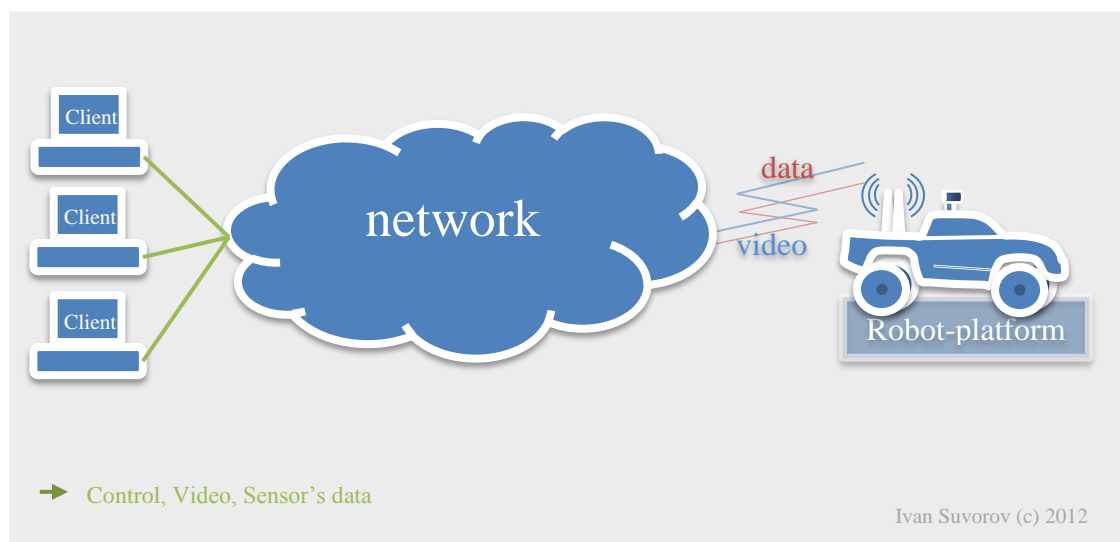 Client
Client
Client
network
data
video
Robot-platform
Control, Video, Sensor’s data
Ivan Suvorov (c) 2012